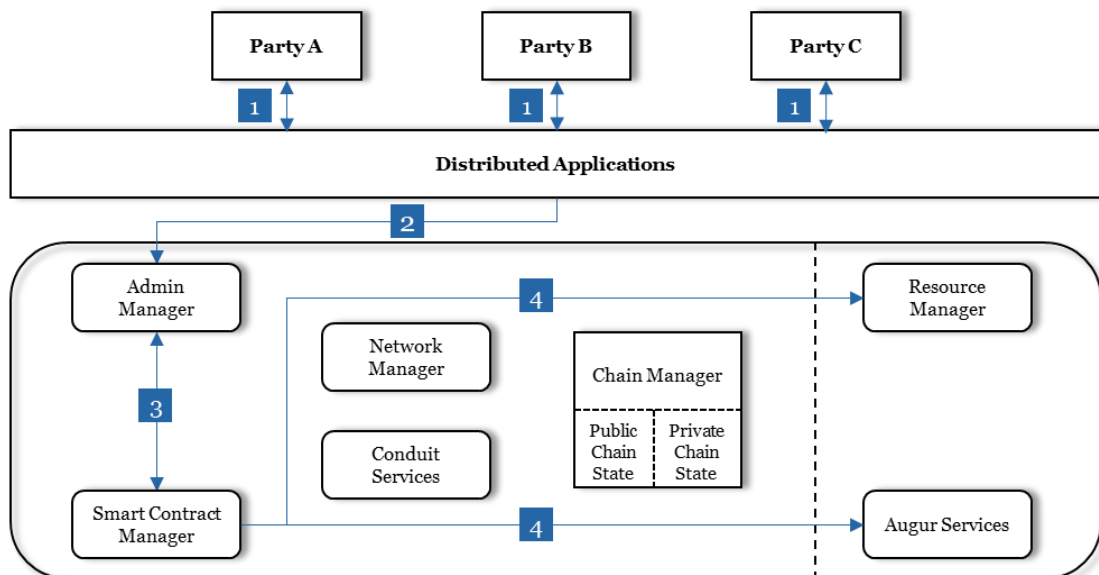 Party A
Party B
Party C
1
1
1
Distributed Applications
2
Admin
Manager
4
Resource
Manager
Network
Manager
Chain Manager
3
Public
Chain
State
Private
Chain
State
Conduit
Services
Smart Contract
Manager
4
Augur Services